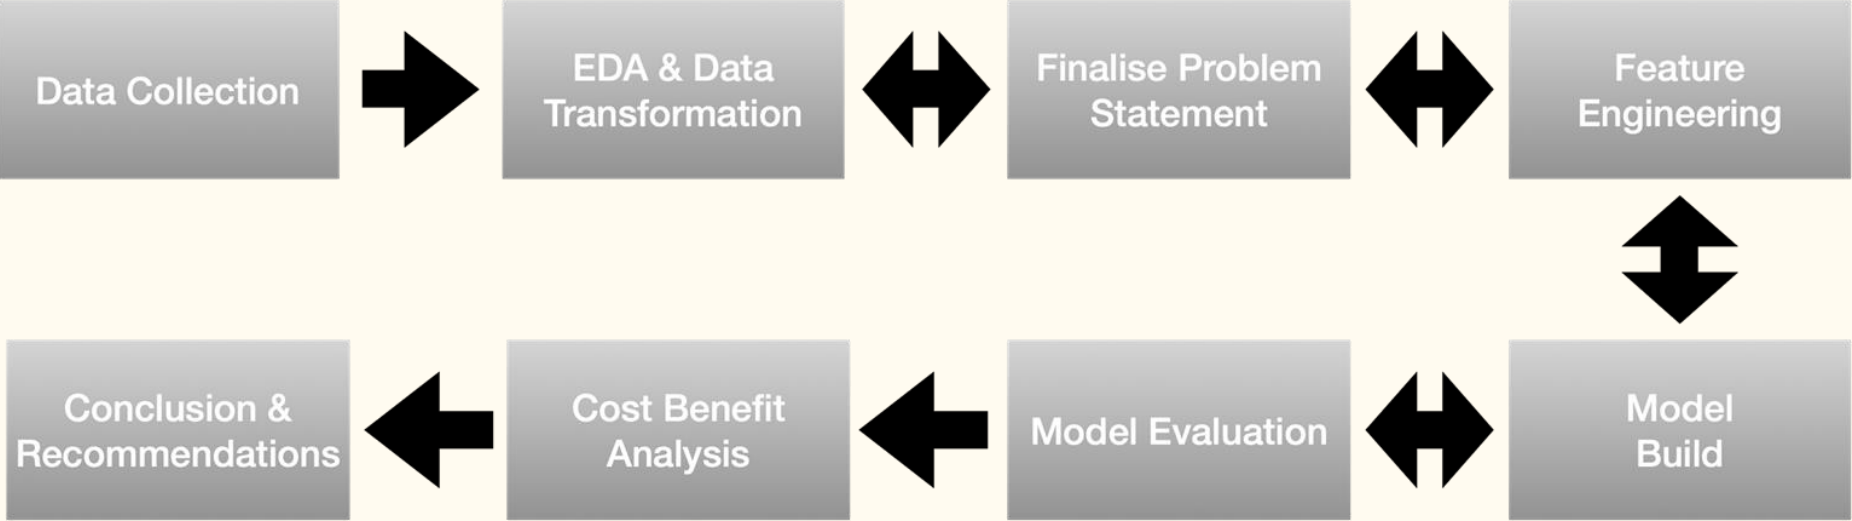 Data Collection
EDA & Data
Transformation
Finalise Problem
Statement
Feature
Engineering
Model
Build
Model Evaluation
Cost Benefit
Analysis
Conclusion &
Recommendations